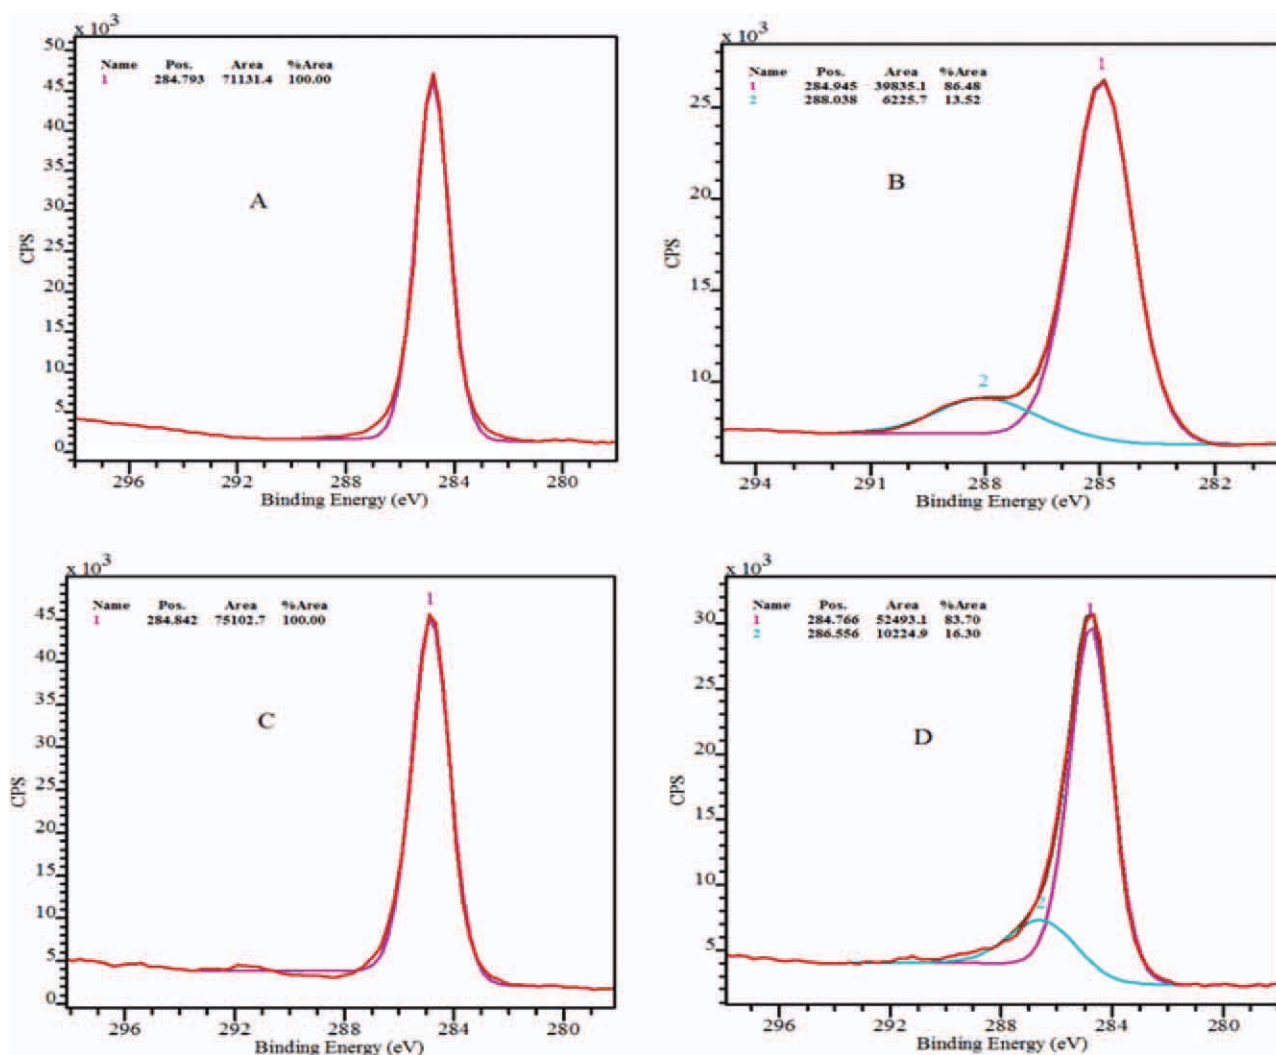 x 10³
Name Pos. Area %Area
1 284.793 71131.4 100.00
50
45
40
35
30
25
20
15
10
5
0
CPS
A
296 292 288 284 280
Binding Energy (eV)
x 10³
Name Pos. Area %Area
1 284.945 39835.1 86.48
2 288.038 6225.7 13.52
1
25
20
15
10
CPS
B
2
294 291 288 285 282
Binding Energy (eV)
x 10³
Name Pos. Area %Area
1 284.842 75102.7 100.00
1
45
40
35
30
25
20
15
10
5
0
CPS
C
296 292 288 284 280
Binding Energy (eV)
x 10³
Name Pos. Area %Area
1 284.766 52493.1 83.70
2 286.556 10224.9 16.30
1
30
25
20
15
10
5
CPS
D
2
296 292 288 284 280
Binding Energy (eV)